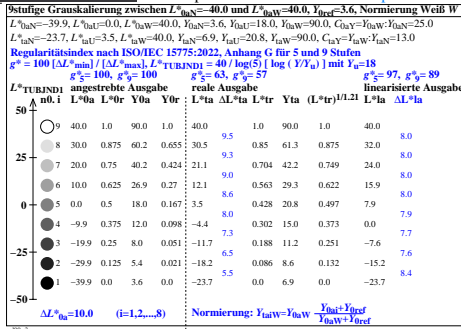 9stufige Grauskalierung zwischen L*0aN=−40.0 und L*0aW=40.0, Y0ref=3.6, Normierung Weiß W
L*0aN=−39.9, L*0aU=0.0, L*0aW=40.0, Y0aN=3.6, Y0aU=18.0, Y0aW=90.0, C0aY=Y0aW:Y0aN=25.0
L*taN=−23.7, L*taU=3.5, L*taW=40.0, YtaN=6.9, YtaU=20.8, YtaW=90.0, CtaY=YtaW:YtaN=13.0
Regularitätsindex nach ISO/IEC 15775:2022, Anhang G für 5 und 9 Stufen
g* = 100 [ΔL*min] / [ΔL*max], L*TUBJND1 = 40 / log(5) [ log ( Y/Yu) ] mit Yu=18
g*5= 100, g*9= 100 g*5= 63, g*9= 57 g*5= 97, g*9= 89
L*TUBJND1 angestrebte Ausgabe reale Ausgabe linearisierte Ausgabe
n0. i L*0a L*0r Y0a Y0r L*ta ΔL*ta L*tr Yta (L*tr)1/1.21 L*la ΔL*la
50
9 40.0 1.0 90.0 1.0 40.0 1.0 90.0 1.0 40.0
9.5 8.0
8 30.0 0.875 60.2 0.655 30.5 0.85 61.3 0.875 32.0
9.3 8.0
25
7 20.0 0.75 42.2 0.424 21.1 0.704 42.2 0.749 24.0
9.0 8.0
6 10.0 0.625 26.9 0.27 12.1 0.563 29.3 0.622 15.9
8.6 8.0
0
5 0.0 0.5 18.0 0.167 3.5 0.428 20.8 0.497 7.9
8.0 7.9
4 −9.9 0.375 12.0 0.098 −4.4 0.302 15.0 0.373 0.0
7.3 7.7
−25
3 −19.9 0.25 8.0 0.051 −11.7 0.188 11.2 0.251 −7.6
6.5 7.6
2 −29.9 0.125 5.4 0.021 −18.2 0.086 8.6 0.132 −15.2
5.5 8.4
1 −39.9 0.0 3.6 0.0 −23.7 0.0 6.9 0.0 −23.7
−50
ΔL*0a=10.0 (i=1,2,...,8) Normierung: YtaiW=Y0aW Y0ai+Y0ref
Y0aW+Y0ref